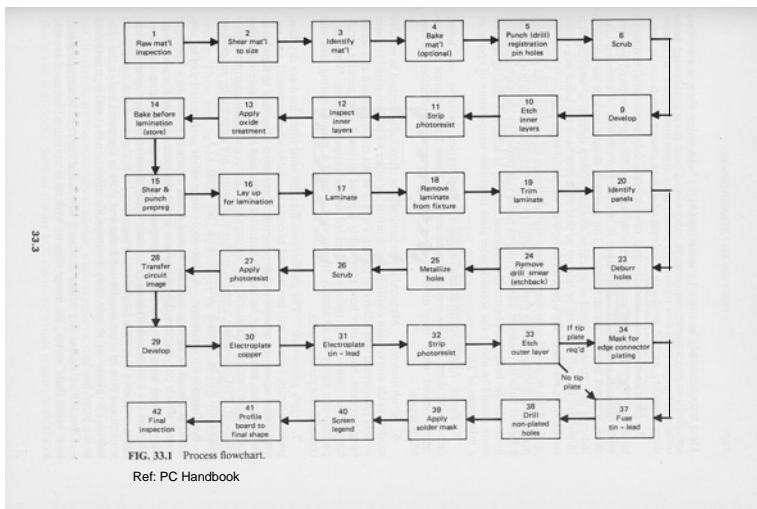 1
Raw mat'l
inspection
2
Shear mat'l
to size
3
Identify
mat'l
4
Bake
mat'l
(optional)
5
Punch (drill)
registration
pin holes
6
Scrub
14
Bake before
lamination
(store)
13
Apply
oxide
treatment
12
Inspect
inner
layers
11
Strip
photoresist
10
Etch
inner
layers
9
Develop
15
Shear &
punch
prepreg
16
Lay up
for lamination
17
Laminate
18
Remove
laminate
from fixture
19
Trim
laminate
20
Identify
panels
33.3
28
Transfer
circuit
image
27
Apply
photoresist
26
Scrub
25
Metallize
holes
24
Remove
drill smear
(etchback)
23
Deburr
holes
29
Develop
30
Electroplate
copper
31
Electroplate
tin – lead
32
Strip
photoresist
33
Etch
outer layer
If tip
plate
req'd
34
Mask for
edge connector
plating
No tip
plate
42
Final
inspection
41
Profile
board to
final shape
40
Screen
legend
39
Apply
solder mask
38
Drill
non-plated
holes
37
Fuse
tin – lead
FIG. 33.1 Process flowchart.
Ref: PC Handbook